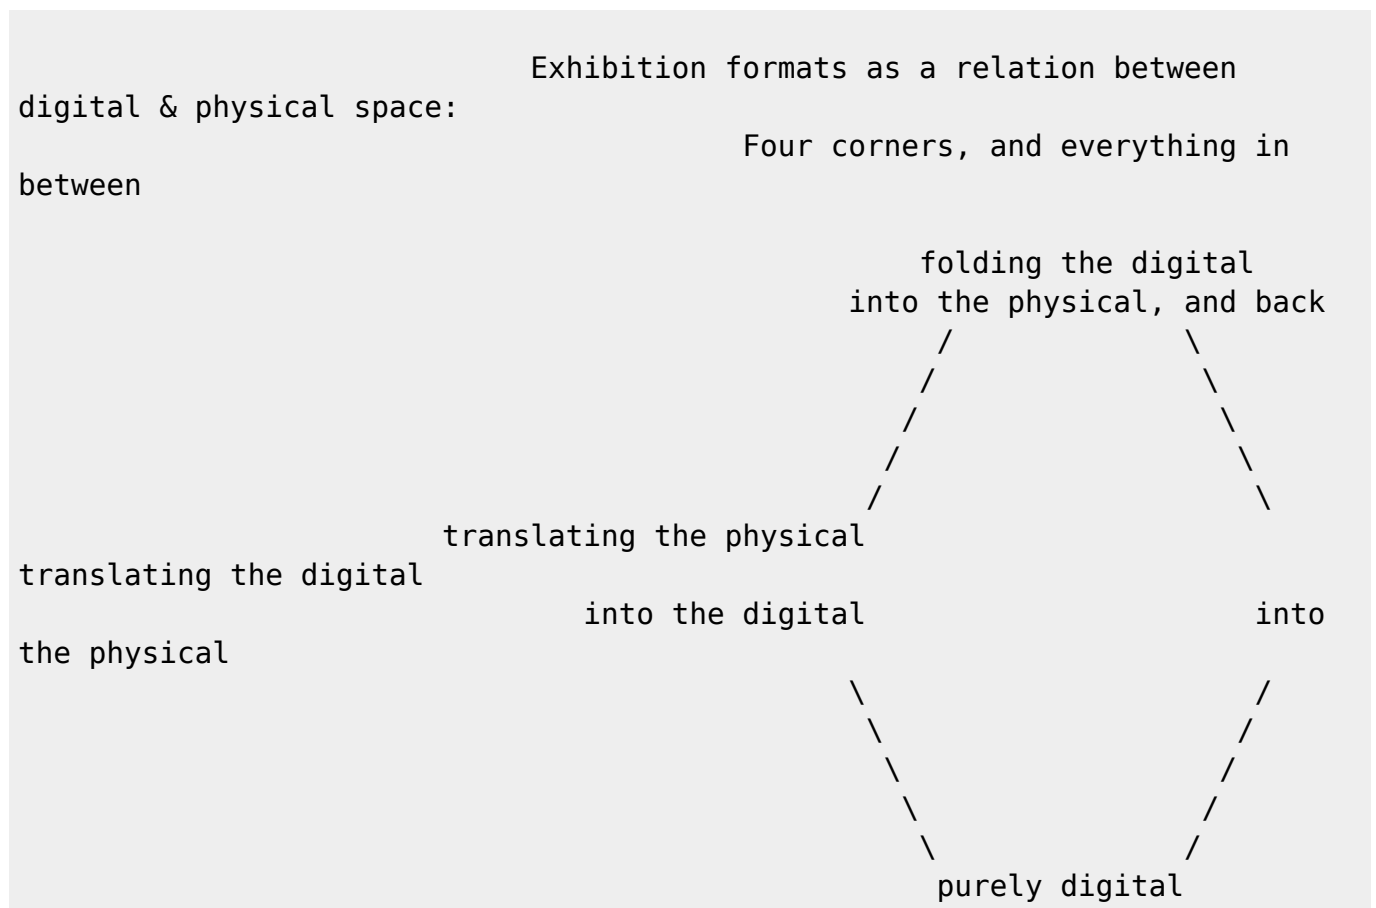 Exhibition formats as a relation between
digital & physical space:
Four corners, and everything in
between
folding the digital
into the physical, and back
/ \
/ \
/ \
/ \
/ \
translating the physical
translating the digital
into the digital into
the physical
\ /
\ /
\ /
\ /
\ /
purely digital